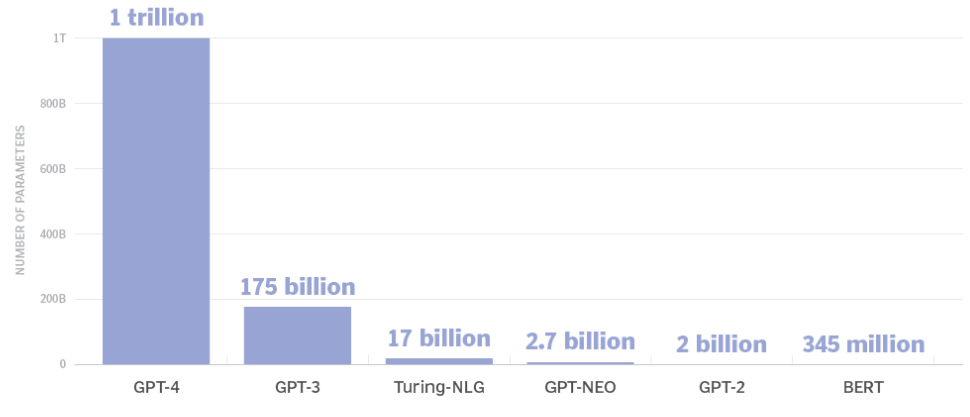 1 trillion
1T
800B
600B
400B
200B
0
NUMBER OF PARAMETERS
175 billion
17 billion
2.7 billion
2 billion
345 million
GPT-4
GPT-3
Turing-NLG
GPT-NEO
GPT-2
BERT